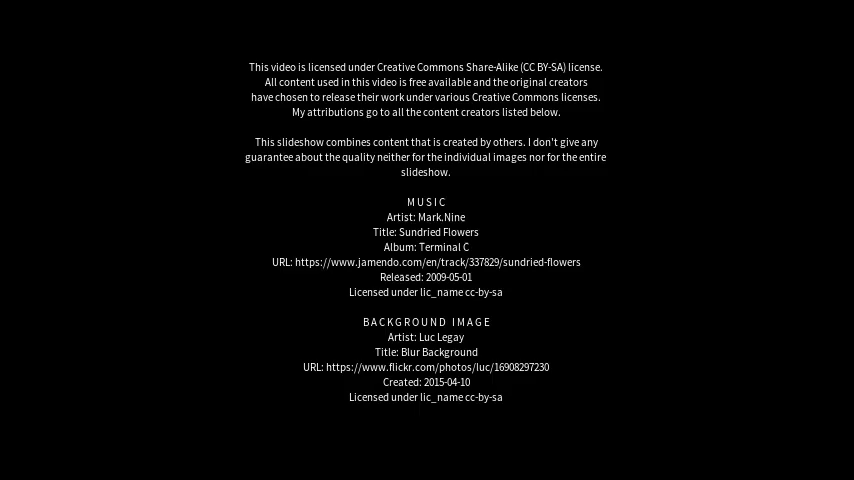 This video is licensed under Creative Commons Share-Alike (CC BY-SA) license.
All content used in this video is free available and the original creators
have chosen to release their work under various Creative Commons licenses.
My attributions go to all the content creators listed below.
This slideshow combines content that is created by others. I don't give any
guarantee about the quality neither for the individual images nor for the entire
slideshow.
MUSIC
Artist: Mark.Nine
Title: Sundried Flowers
Album: Terminal C
URL: https://www.jamendo.com/en/track/337829/sundried-flowers
Released: 2009-05-01
Licensed under lic_name cc-by-sa
BACKGROUND IMAGE
Artist: Luc Legay
Title: Blur Background
URL: https://www.flickr.com/photos/luc/16908297230
Created: 2015-04-10
Licensed under lic_name cc-by-sa